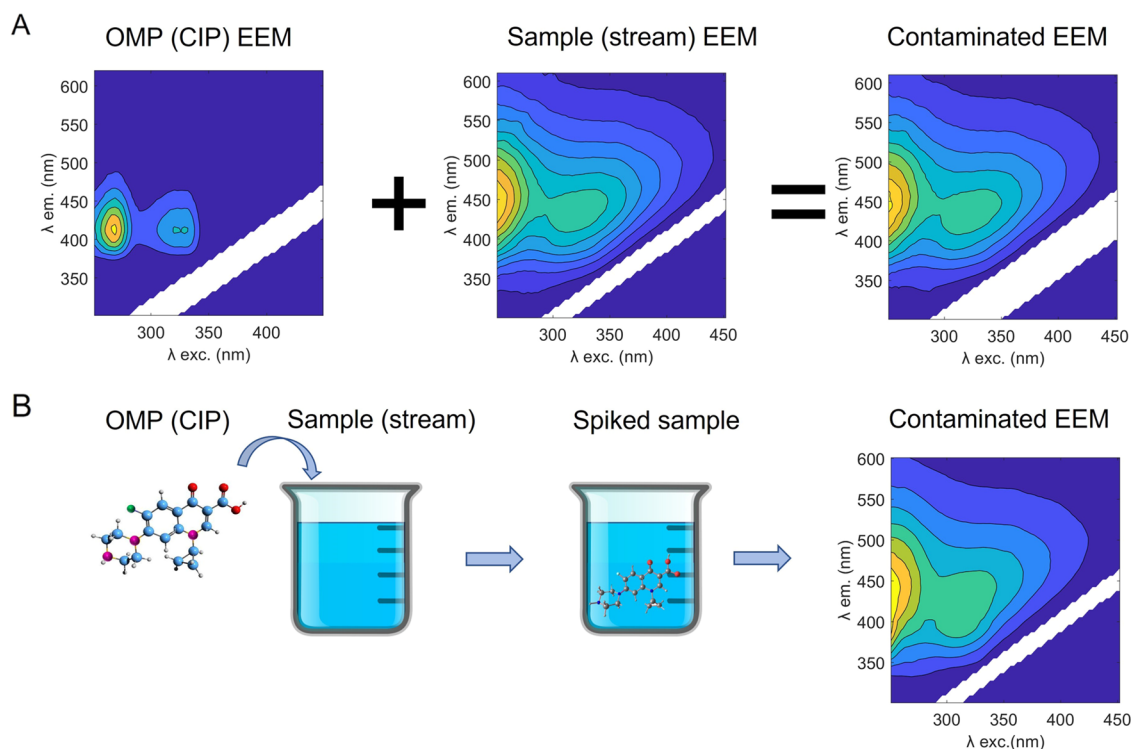 A
OMP (CIP) EEM
Sample (stream) EEM
Contaminated EEM
600
550
500
450
400
350
λ em. (nm)
300
350
400
λ exc. (nm)
+
600
550
500
450
400
350
λ em. (nm)
300
350
400
450
λ exc. (nm)
=
600
550
500
450
400
350
λ em. (nm)
300
350
400
450
λ exc. (nm)
B
OMP (CIP)
Sample (stream)
Spiked sample
Contaminated EEM
600
550
500
450
400
350
λ em. (nm)
300
350
400
450
λ exc.(nm)